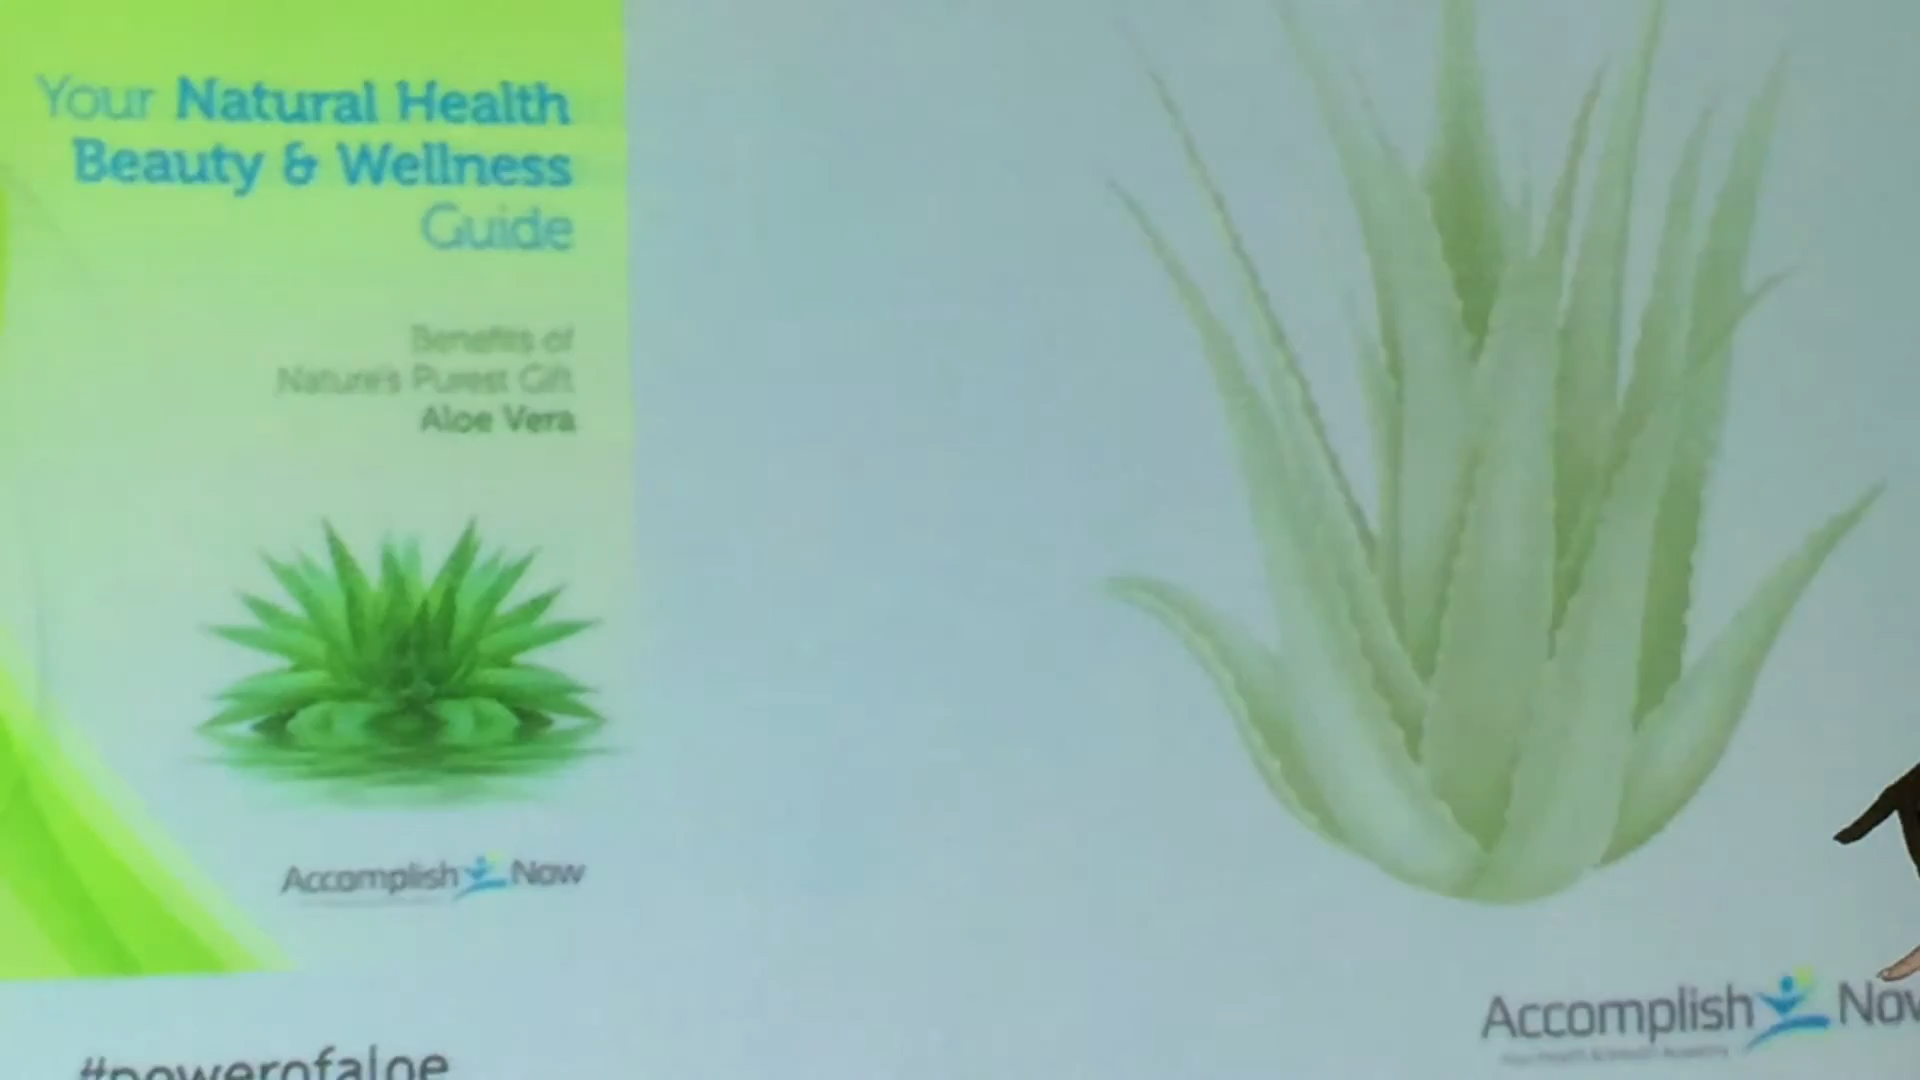 Your Natural Health
Beauty & Wellness
Guide
Benefits of
Nature's Purest Gift
Aloe Vera
Accomplish Now
#powerofaloe
Accomplish Now